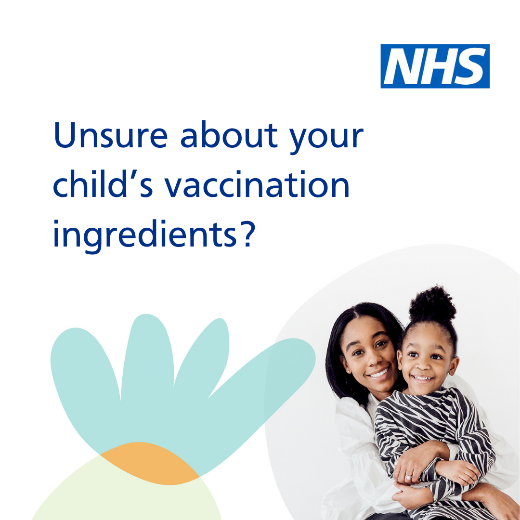 NHS
Unsure about your
child’s vaccination
ingredients?